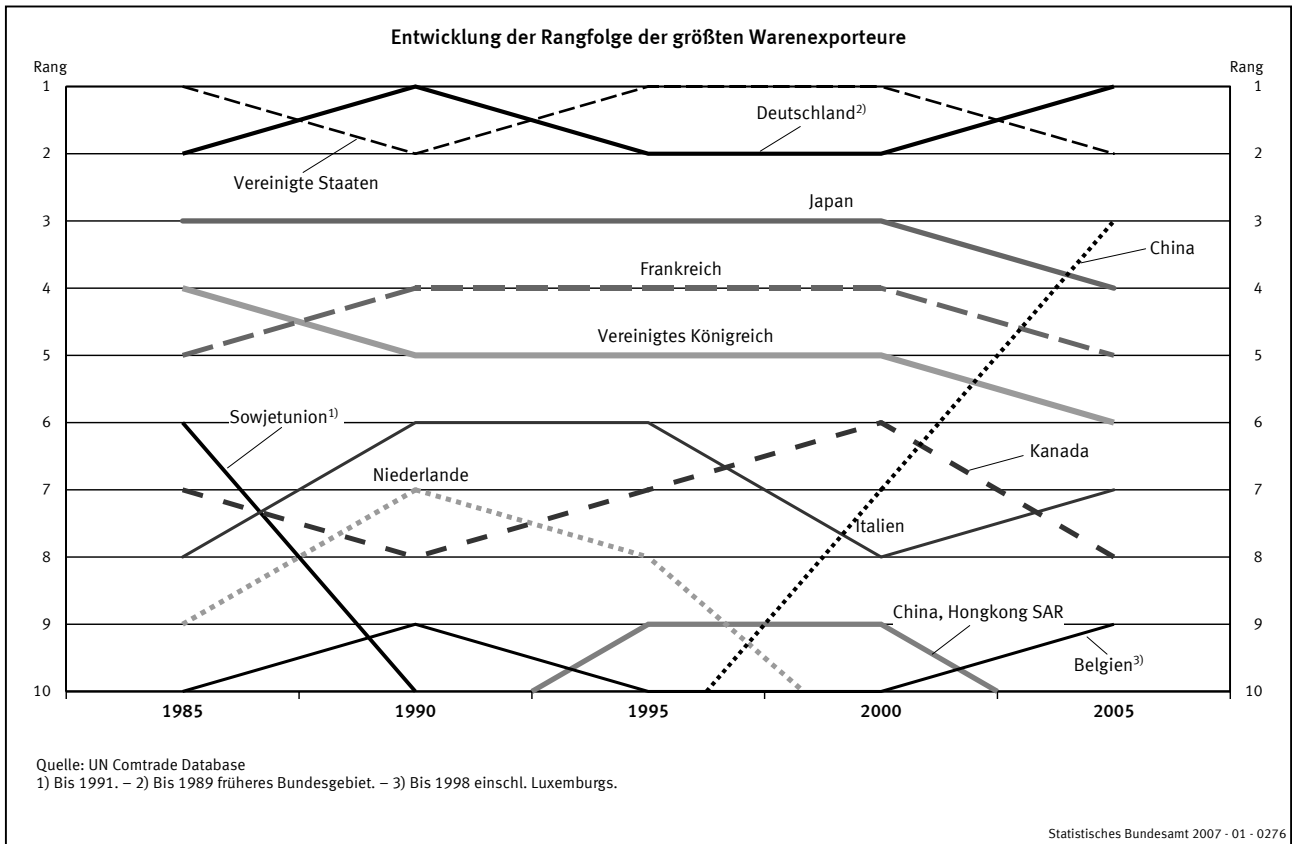 Entwicklung der Rangfolge der größten Warenexporteure
Rang
Rang
1
1
Deutschland2)
2
2
Vereinigte Staaten
Japan
3
3
China
Frankreich
4
4
Vereinigtes Königreich
5
5
Sowjetunion1)
6
6
Kanada
Niederlande
7
7
Italien
8
8
China, Hongkong SAR
9
9
Belgien3)
10
10
1985 1990 1995 2000 2005
Quelle: UN Comtrade Database
1) Bis 1991. – 2) Bis 1989 früheres Bundesgebiet. – 3) Bis 1998 einschl. Luxemburgs.
Statistisches Bundesamt 2007 - 01 - 0276